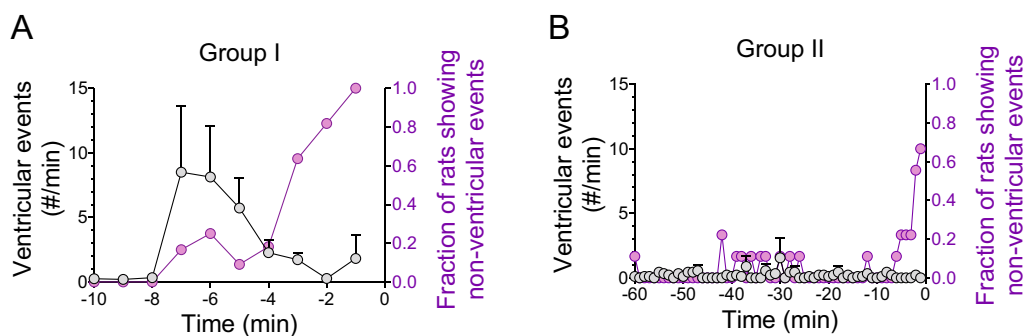 A
Group I
Ventricular events
(#/min)
15
10
5
0
1.0
0.8
0.6
0.4
0.2
0.0
Fraction of rats showing
non-ventricular events
-10
-8
-6
-4
-2
0
Time (min)
B
Group II
Ventricular events
(#/min)
15
10
5
1.0
0.8
0.6
0.4
0.2
0.0
Fraction of rats showing
non-ventricular events
-60
-50
-40
-30
-20
-10
0
Time (min)